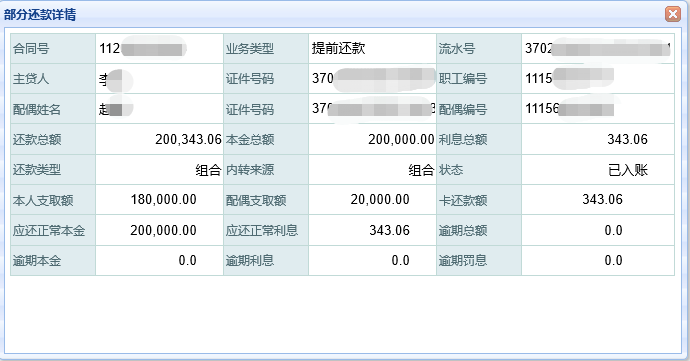 部分还款详情
合同号 112 业务类型 提前还款 流水号 3702
主贷人 李 证件号码 370 职工编号 1115
配偶姓名 赵 证件号码 370 配偶编号 11156
还款总额 200,343.06 本金总额 200,000.00 利息总额 343.06
还款类型 组合 内转来源 组合 状态 已入账
本人支取额 180,000.00 配偶支取额 20,000.00 卡还款额 343.06
应还正常本金 200,000.00 应还正常利息 343.06 逾期总额 0.0
逾期本金 0.0 逾期利息 0.0 逾期罚息 0.0